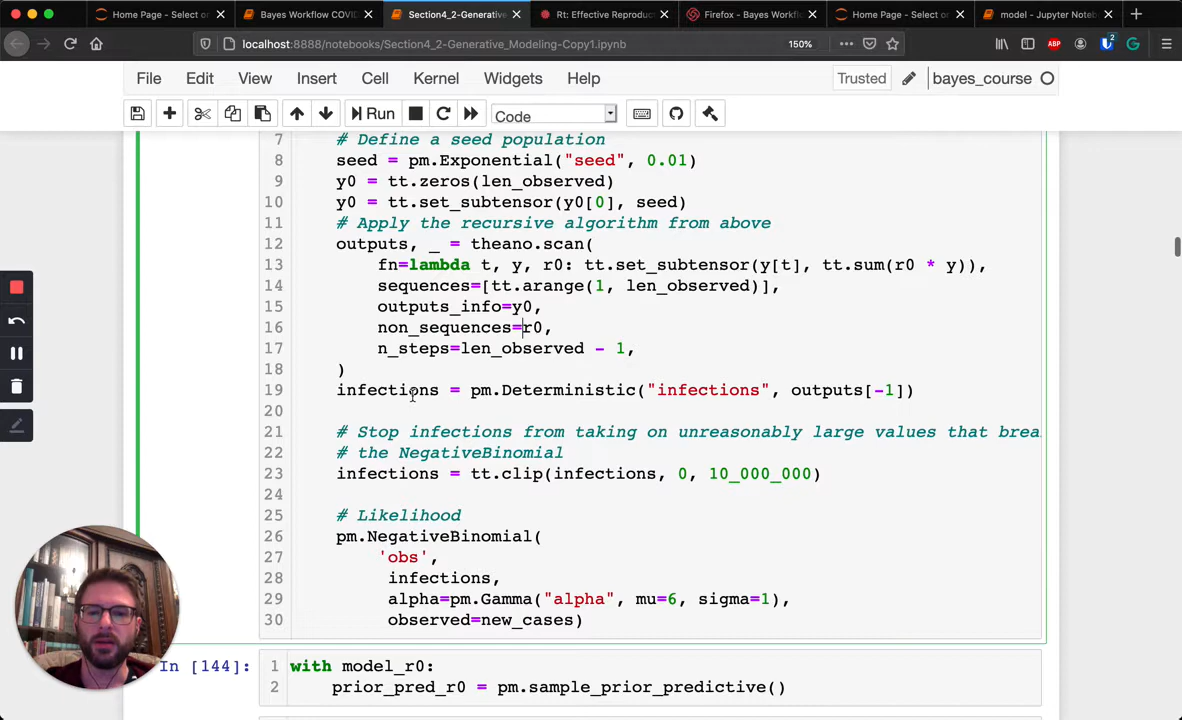 Home Page - Select or
Bayes Workflow COVID
Section4_2-Generative
Rt: Effective Reproduc
Firefox - Bayes Workfl
Home Page - Select or
model - Jupyter Noteb
localhost:8888/notebooks/Section4_2-Generative_Modeling-Copy1.ipynb
150%
ABP
2
File Edit View Insert Cell Kernel Widgets Help
Trusted
bayes_course
Run
Code
7 # Define a seed population
8 seed = pm.Exponential("seed", 0.01)
9 y0 = tt.zeros(len_observed)
10 y0 = tt.set_subtensor(y0[0], seed)
11 # Apply the recursive algorithm from above
12 outputs, _ = theano.scan(
13 fn=lambda t, y, r0: tt.set_subtensor(y[t], tt.sum(r0 * y)),
14 sequences=[tt.arange(1, len_observed)],
15 outputs_info=y0,
16 non_sequences=r0,
17 n_steps=len_observed - 1,
18 )
19 infections = pm.Deterministic("infections", outputs[-1])
20
21 # Stop infections from taking on unreasonably large values that brea
22 # the NegativeBinomial
23 infections = tt.clip(infections, 0, 10_000_000)
24
25 # Likelihood
26 pm.NegativeBinomial(
27 'obs',
28 infections,
29 alpha=pm.Gamma("alpha", mu=6, sigma=1),
30 observed=new_cases)
In [144]:
1 with model_r0:
2 prior_pred_r0 = pm.sample_prior_predictive()